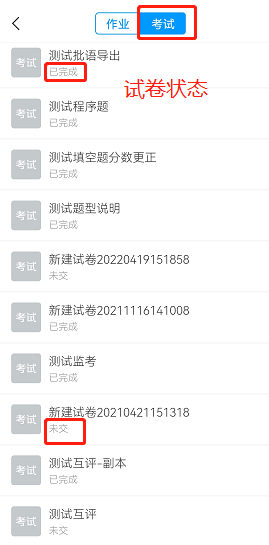 作业 考试
考试 测试批语导出
已完成
试卷状态
考试 测试程序题
已完成
考试 测试填空题分数更正
已完成
考试 测试题型说明
已完成
考试 新建试卷20220419151858
未交
考试 新建试卷20211116141008
已完成
考试 测试监考
已完成
考试 新建试卷20210421151318
未交
考试 测试互评-副本
已完成
考试 测试互评
未交